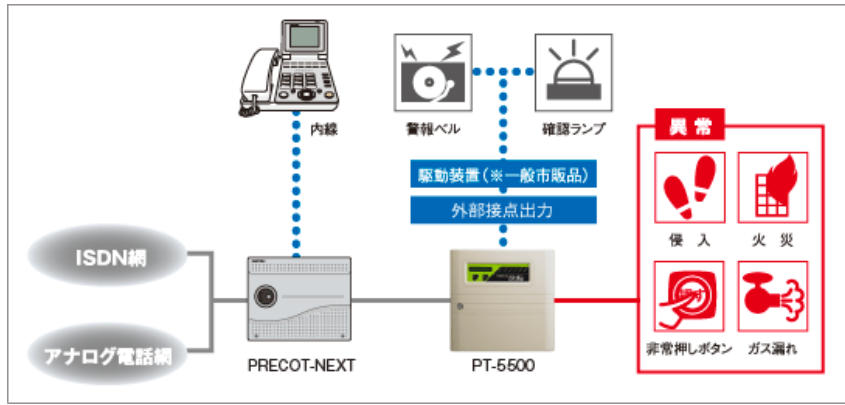 内線
警報ベル
確認ランプ
異常
駆動装置(※一般市販品)
外部接点出力
侵入
火災
ISDN網
アナログ電話網
非常押しボタン
ガス漏れ
PRECOT-NEXT
PT-5500